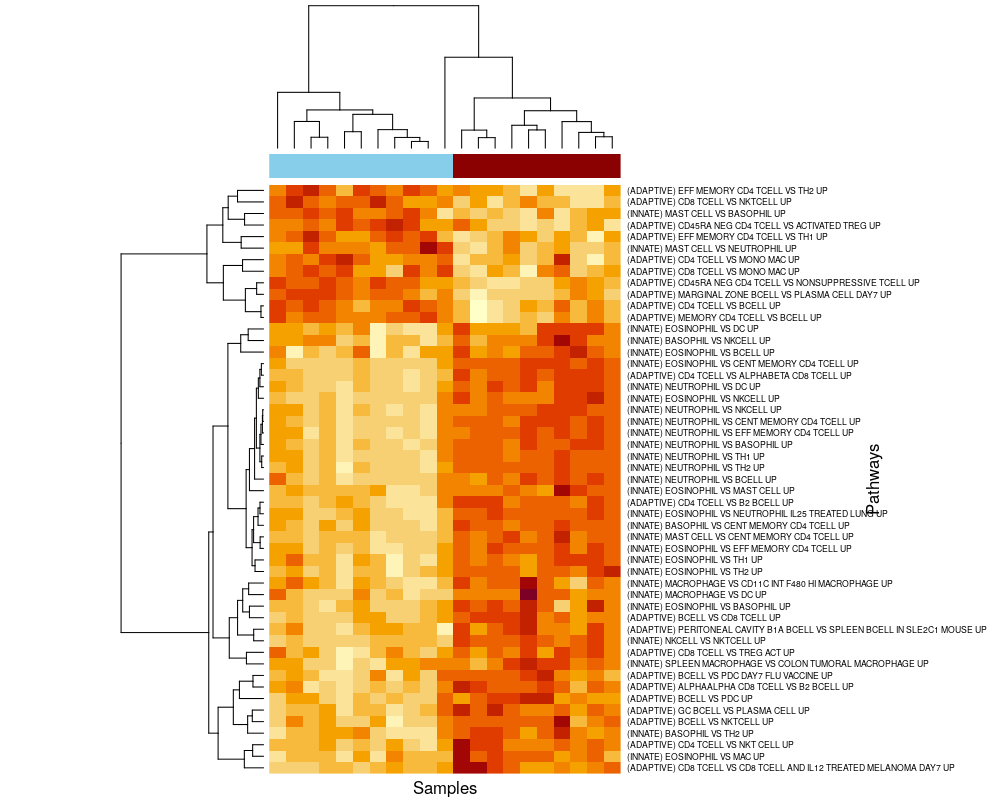 (ADAPTIVE) EFF MEMORY CD4 TCELL VS TH2 UP
(ADAPTIVE) CD8 TCELL VS NKTCELL UP
(INNATE) MAST CELL VS BASOPHIL UP
(ADAPTIVE) CD45RA NEG CD4 TCELL VS ACTIVATED TREG UP
(ADAPTIVE) EFF MEMORY CD4 TCELL VS TH1 UP
(INNATE) MAST CELL VS NEUTROPHIL UP
(ADAPTIVE) CD4 TCELL VS MONO MAC UP
(ADAPTIVE) CD8 TCELL VS MONO MAC UP
(ADAPTIVE) CD45RA NEG CD4 TCELL VS NONSUPPRESSIVE TCELL UP
(ADAPTIVE) MARGINAL ZONE BCELL VS PLASMA CELL DAY7 UP
(ADAPTIVE) CD4 TCELL VS BCELL UP
(ADAPTIVE) MEMORY CD4 TCELL VS BCELL UP
(INNATE) EOSINOPHIL VS DC UP
(INNATE) BASOPHIL VS NKCELL UP
(INNATE) EOSINOPHIL VS BCELL UP
(INNATE) EOSINOPHIL VS CENT MEMORY CD4 TCELL UP
(ADAPTIVE) CD4 TCELL VS ALPHABETA CD8 TCELL UP
(INNATE) NEUTROPHIL VS DC UP
(INNATE) EOSINOPHIL VS NKCELL UP
(INNATE) NEUTROPHIL VS NKCELL UP
(INNATE) NEUTROPHIL VS CENT MEMORY CD4 TCELL UP
(INNATE) NEUTROPHIL VS EFF MEMORY CD4 TCELL UP
(INNATE) NEUTROPHIL VS BASOPHIL UP
(INNATE) NEUTROPHIL VS TH1 UP
(INNATE) NEUTROPHIL VS TH2 UP
(INNATE) NEUTROPHIL VS BCELL UP
(INNATE) EOSINOPHIL VS MAST CELL UP
(ADAPTIVE) CD4 TCELL VS B2 BCELL UP
(INNATE) EOSINOPHIL VS NEUTROPHIL IL25 TREATED LUNG UP
(INNATE) BASOPHIL VS CENT MEMORY CD4 TCELL UP
(INNATE) MAST CELL VS CENT MEMORY CD4 TCELL UP
(INNATE) EOSINOPHIL VS EFF MEMORY CD4 TCELL UP
(INNATE) EOSINOPHIL VS TH1 UP
(INNATE) EOSINOPHIL VS TH2 UP
(INNATE) MACROPHAGE VS CD11C INT F480 HI MACROPHAGE UP
(INNATE) MACROPHAGE VS DC UP
(INNATE) EOSINOPHIL VS BASOPHIL UP
(ADAPTIVE) BCELL VS CD8 TCELL UP
(ADAPTIVE) PERITONEAL CAVITY B1A BCELL VS SPLEEN BCELL IN SLE2C1 MOUSE UP
(INNATE) NKCELL VS NKTCELL UP
(ADAPTIVE) CD8 TCELL VS TREG ACT UP
(INNATE) SPLEEN MACROPHAGE VS COLON TUMORAL MACROPHAGE UP
(ADAPTIVE) BCELL VS PDC DAY7 FLU VACCINE UP
(ADAPTIVE) ALPHAALPHA CD8 TCELL VS B2 BCELL UP
(ADAPTIVE) BCELL VS PDC UP
(ADAPTIVE) GC BCELL VS PLASMA CELL UP
(ADAPTIVE) BCELL VS NKTCELL UP
(INNATE) BASOPHIL VS TH2 UP
(ADAPTIVE) CD4 TCELL VS NKT CELL UP
(INNATE) EOSINOPHIL VS MAC UP
(ADAPTIVE) CD8 TCELL VS CD8 TCELL AND IL12 TREATED MELANOMA DAY7 UP
Pathways
Samples